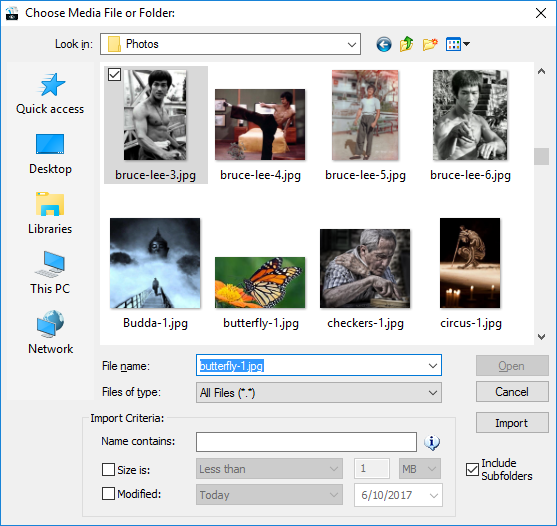 Choose Media File or Folder:
Look in:
Photos
Quick access
Desktop
Libraries
This PC
Network
bruce-lee-3.jpg
bruce-lee-4.jpg
bruce-lee-5.jpg
bruce-lee-6.jpg
Budda-1.jpg
butterfly-1.jpg
checkers-1.jpg
circus-1.jpg
File name:
butterfly-1.jpg
Open
Files of type:
All Files (*.*)
Cancel
Import Criteria:
Import
Name contains:
Size is:
Less than
1
MB
Include
Subfolders
Modified:
Today
6/10/2017